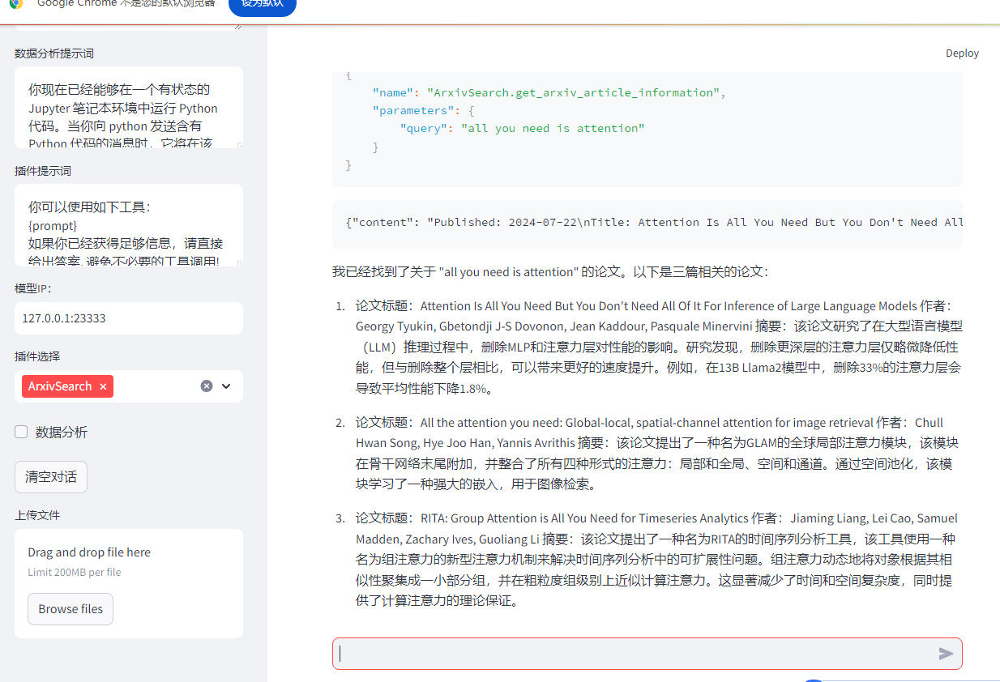 Google Chrome 不是您的默认浏览器
设为默认
数据分析提示词
你现在已经能够在一个有状态的
Jupyter 笔记本环境中运行 Python
代码。当你向 python 发送含有
Python 代码的消息时，它将在该
插件提示词
你可以使用如下工具：
{prompt}
如果你已经获得足够信息，请直接
给出答案. 避免不必要的工具调用!
模型IP：
127.0.0.1:23333
插件选择
ArxivSearch ×
数据分析
清空对话
上传文件
Drag and drop file here
Limit 200MB per file
Browse files
Deploy
{
"name": "ArxivSearch.get_arxiv_article_information",
"parameters": {
"query": "all you need is attention"
}
}
{"content": "Published: 2024-07-22\nTitle: Attention Is All You Need But You Don't Need All
我已经找到了关于 "all you need is attention" 的论文。以下是三篇相关的论文：
1. 论文标题：Attention Is All You Need But You Don't Need All Of It For Inference of Large Language Models 作者：
Georgy Tyukin, Gbetondji J-S Dovonon, Jean Kaddour, Pasquale Minervini 摘要：该论文研究了在大型语言模型
（LLM）推理过程中，删除MLP和注意力层对性能的影响。研究发现，删除更深层的注意力层仅略微降低性
能，但与删除整个层相比，可以带来更好的速度提升。例如，在13B Llama2模型中，删除33%的注意力层会
导致平均性能下降1.8%。
2. 论文标题：All the attention you need: Global-local, spatial-channel attention for image retrieval 作者：Chull
Hwan Song, Hye Joo Han, Yannis Avrithis 摘要：该论文提出了一种名为GLAM的全球局部注意力模块，该模块
在骨干网络末尾附加，并整合了所有四种形式的注意力：局部和全局、空间和通道。通过空间池化，该模
块学习了一种强大的嵌入，用于图像检索。
3. 论文标题：RITA: Group Attention is All You Need for Timeseries Analytics 作者：Jiaming Liang, Lei Cao, Samuel
Madden, Zachary Ives, Guoliang Li 摘要：该论文提出了一种名为RITA的时间序列分析工具，该工具使用一种
名为组注意力的新型注意力机制来解决时间序列分析中的可扩展性问题。组注意力动态地将对象根据其相
似性聚集成一小部分组，并在粗粒度组级别上近似计算注意力。这显著减少了时间和空间复杂度，同时提
供了计算注意力的理论保证。